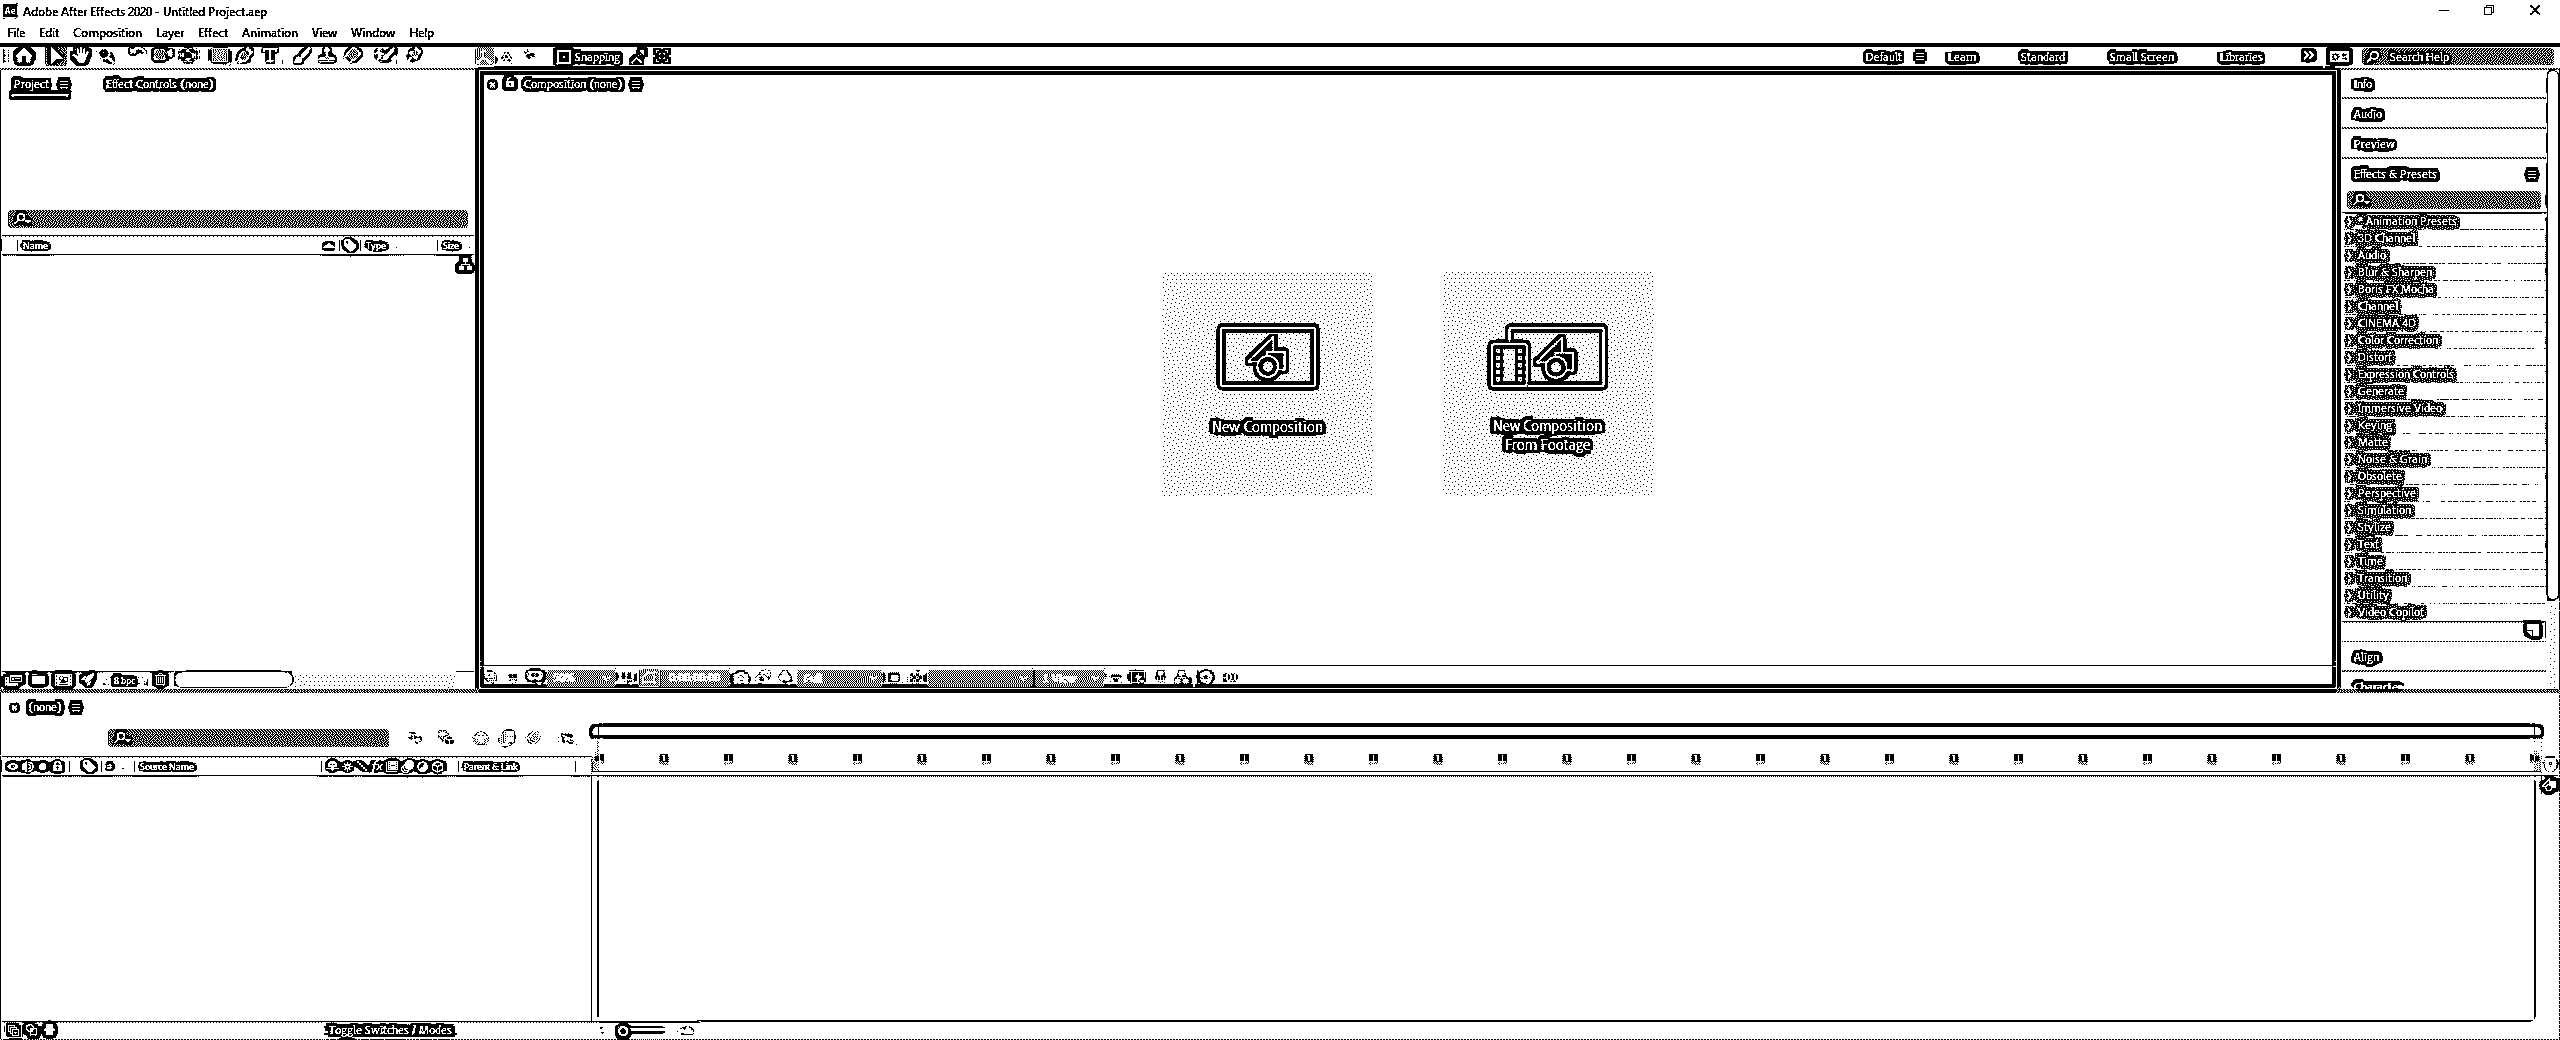 Adobe After Effects 2020 - Untitled Project.aep
File Edit Composition Layer Effect Animation View Window Help
Snapping
Default Learn Standard Small Screen Libraries Search Help
Project Effect Controls (none)
Composition (none)
Name Type Size
8 bpc
New Composition
New Composition
From Footage
Info
Audio
Preview
Effects & Presets
* Animation Presets
3D Channel
Audio
Blur & Sharpen
Boris FX Mocha
Channel
CINEMA 4D
Color Correction
Distort
Expression Controls
Generate
Immersive Video
Keying
Matte
Noise & Grain
Obsolete
Perspective
Simulation
Stylize
Text
Time
Transition
Utility
Video Copilot
Align
Character
(none)
# Source Name fx Parent & Link
Toggle Switches / Modes